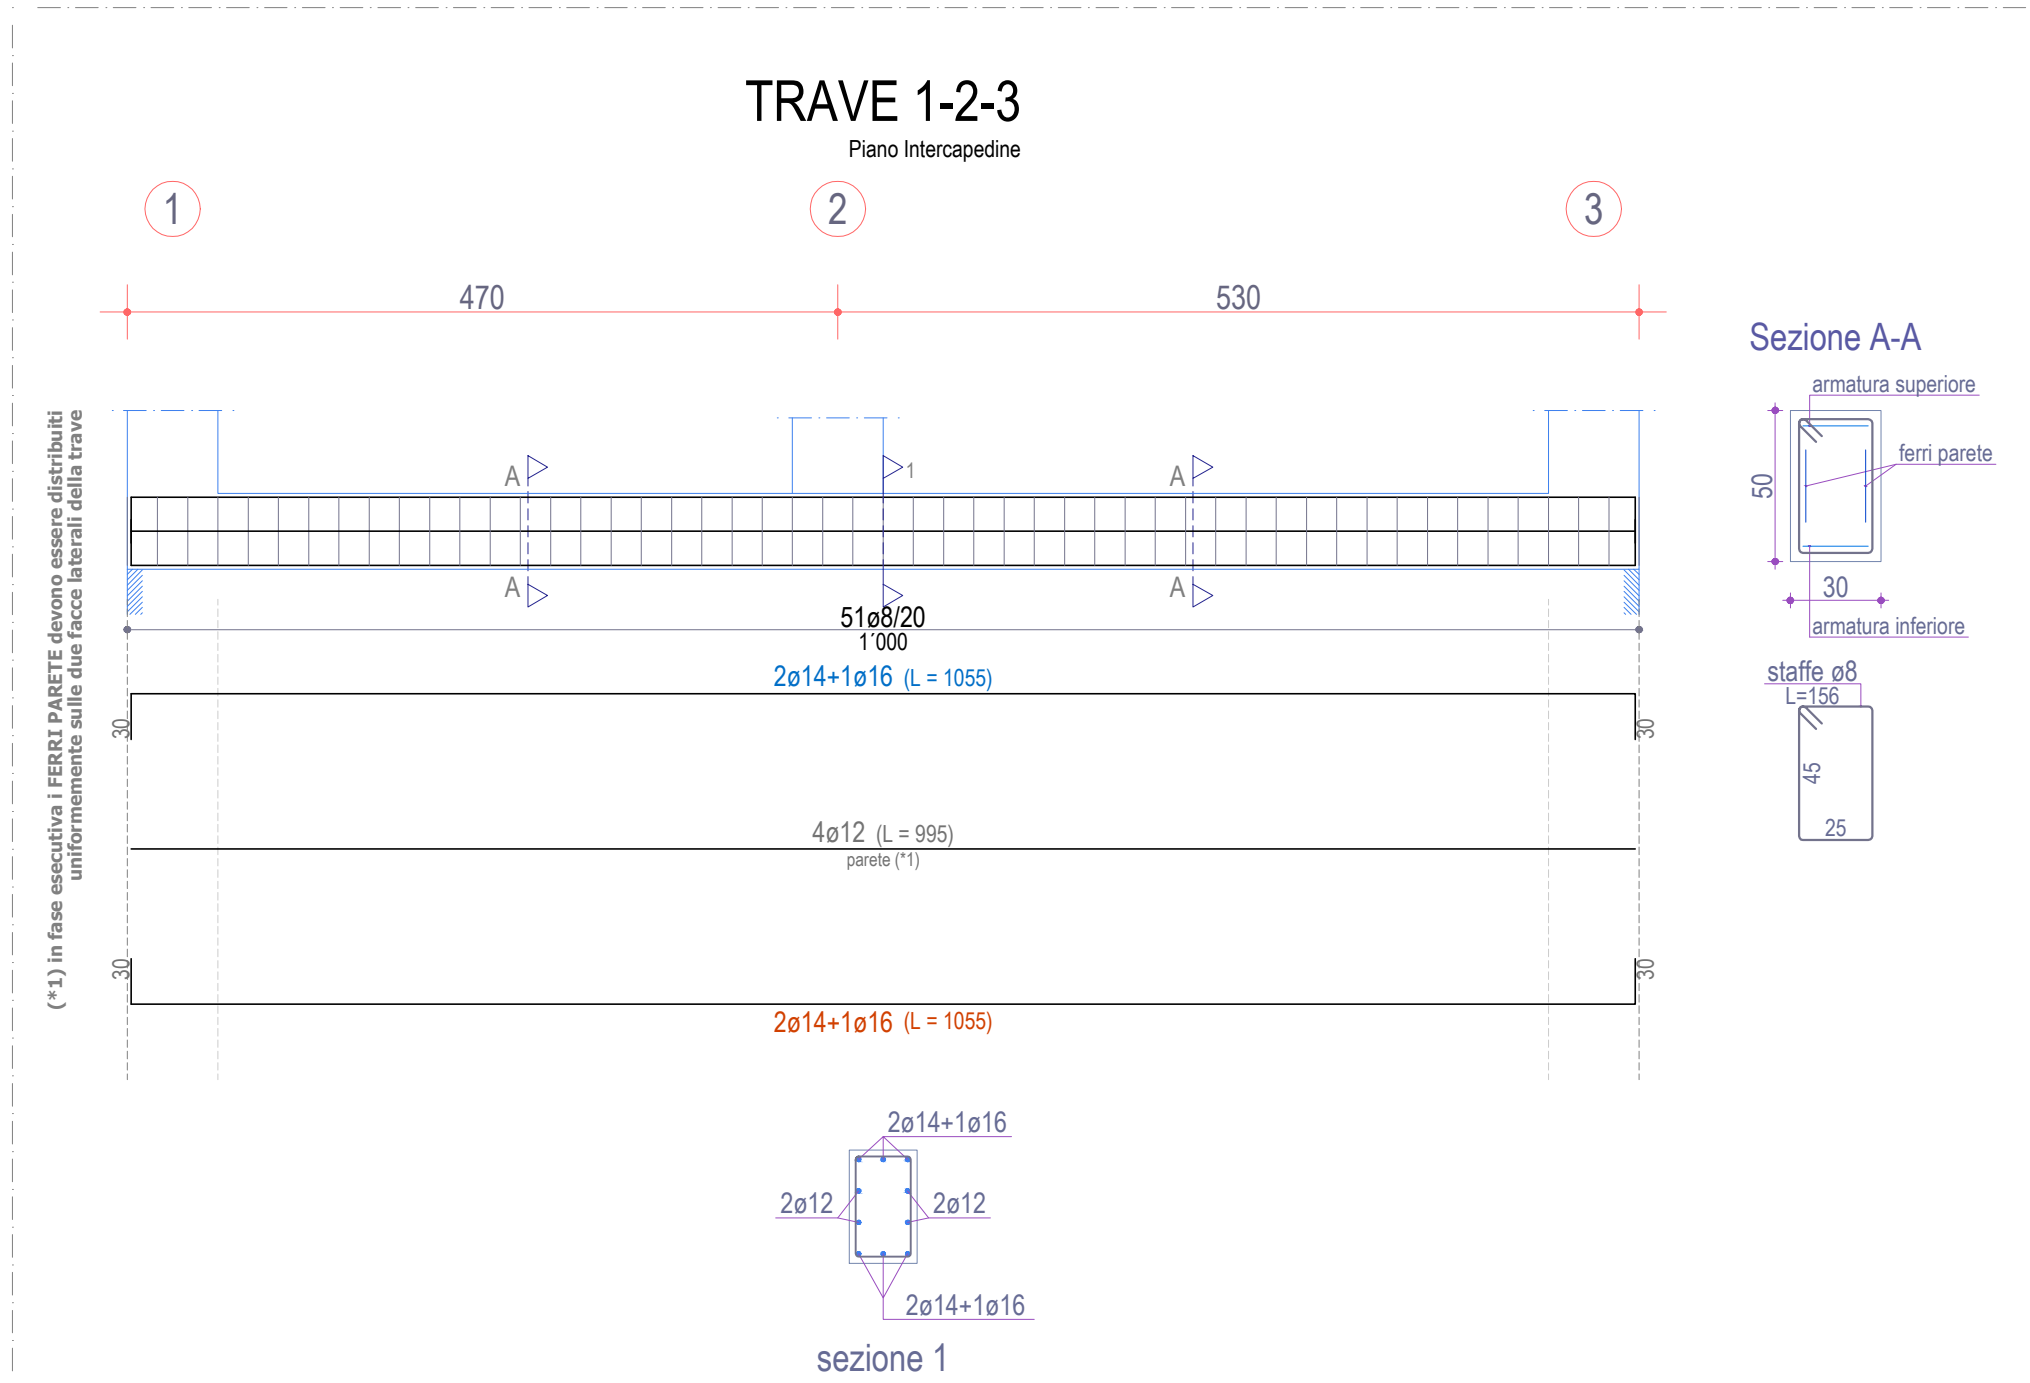 TRAVE 1-2-3
Piano Intercapedine
1
2
3
470
530
Sezione A-A
armatura superiore
ferri parete
50
30
armatura inferiore
staffe ø8
L=156
45
25
(*1) in fase esecutiva i FERRI PARETE devono essere distribuiti
uniformemente sulle due facce laterali della trave
A
1
A
A
A
51ø8/20
1´000
2ø14+1ø16 (L = 1055)
30
30
4ø12 (L = 995)
parete (*1)
30
30
2ø14+1ø16 (L = 1055)
2ø14+1ø16
2ø12
2ø12
2ø14+1ø16
sezione 1